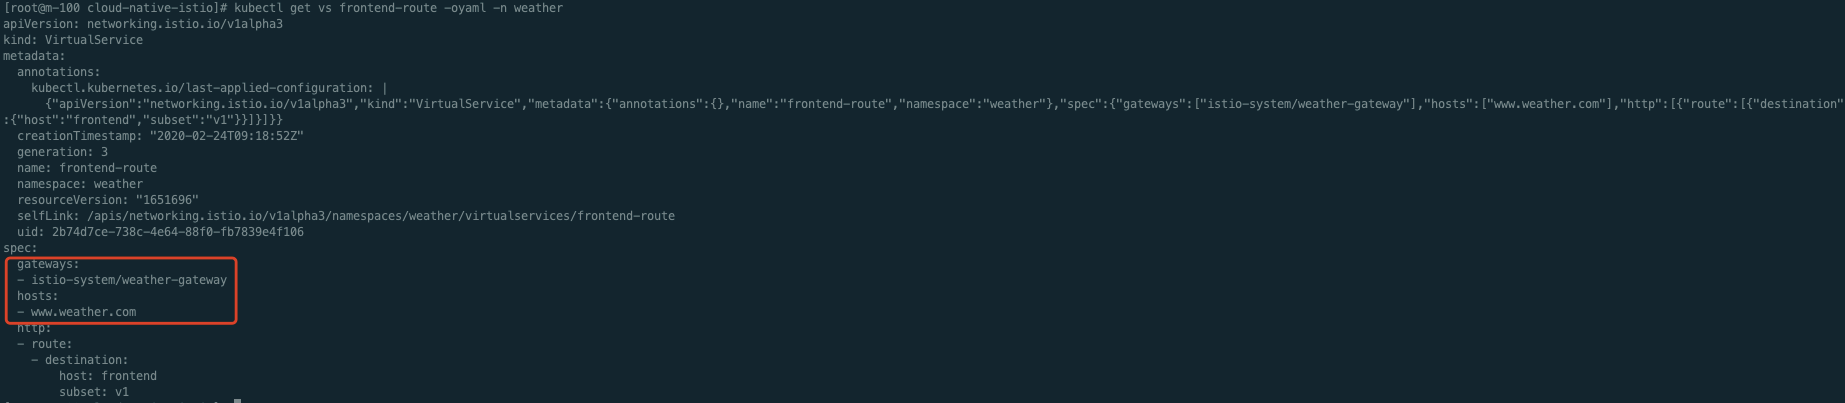 [root@m-100 cloud-native-istio]# kubectl get vs frontend-route -oyaml -n weather
apiVersion: networking.istio.io/v1alpha3
kind: VirtualService
metadata:
  annotations:
    kubectl.kubernetes.io/last-applied-configuration: |
      {"apiVersion":"networking.istio.io/v1alpha3","kind":"VirtualService","metadata":{"annotations":{},"name":"frontend-route","namespace":"weather"},"spec":{"gateways":["istio-system/weather-gateway"],"hosts":["www.weather.com"],"http":[{"route":[{"destination"
:{"host":"frontend","subset":"v1"}}]}]}}
  creationTimestamp: "2020-02-24T09:18:52Z"
  generation: 3
  name: frontend-route
  namespace: weather
  resourceVersion: "1651696"
  selfLink: /apis/networking.istio.io/v1alpha3/namespaces/weather/virtualservices/frontend-route
  uid: 2b74d7ce-738c-4e64-88f0-fb7839e4f106
spec:
  gateways:
  - istio-system/weather-gateway
  hosts:
  - www.weather.com
  http:
  - route:
    - destination:
        host: frontend
        subset: v1